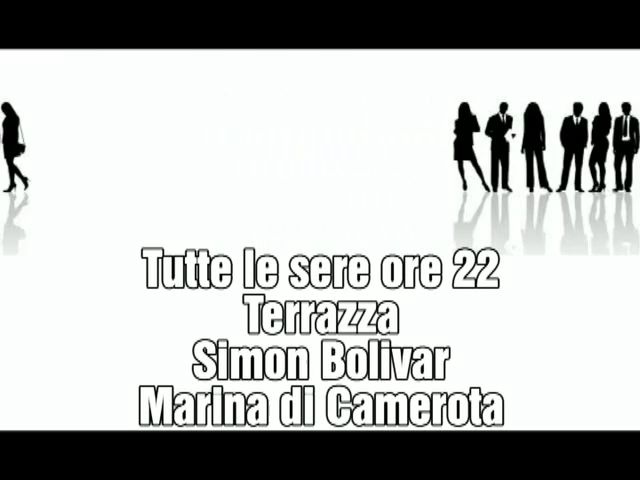 Tutte le sere ore 22
Terrazza
Simon Bolivar
Marina di Camerota